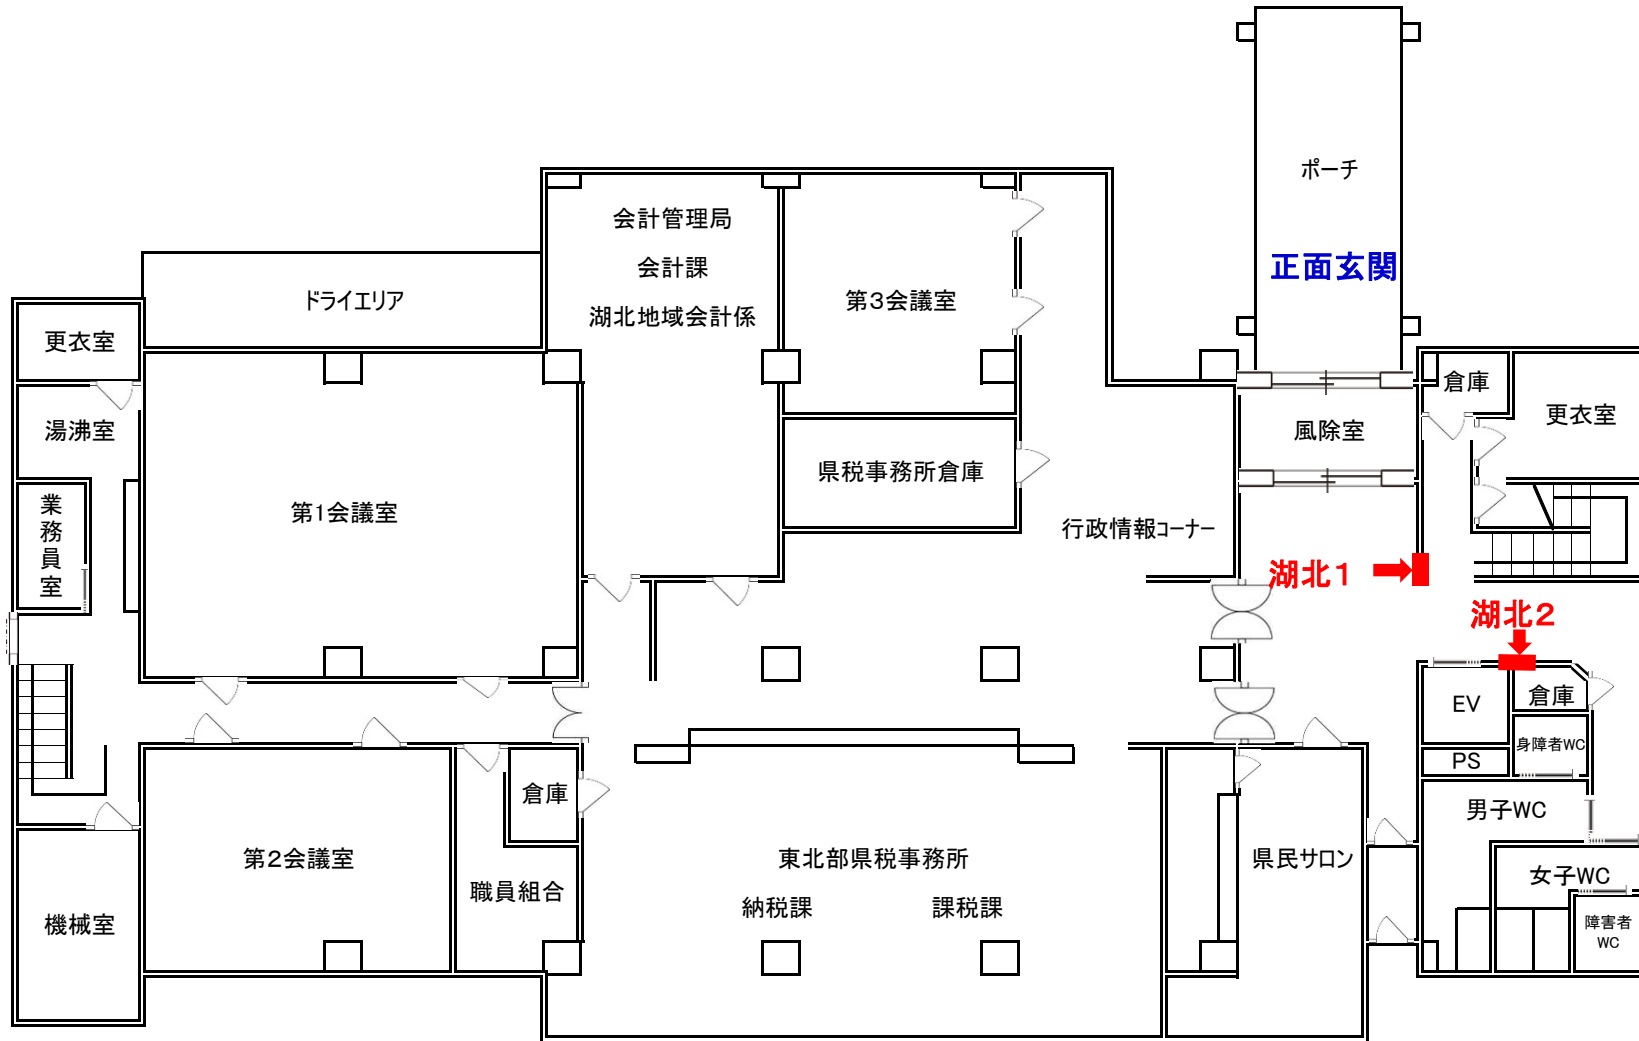 ポーチ
正面玄関
会計管理局
会計課
湖北地域会計係
第3会議室
ドライエリア
更衣室
湯沸室
業務員室
第1会議室
県税事務所倉庫
行政情報コーナー
風除室
倉庫
更衣室
湖北1
湖北2
EV
倉庫
身障者WC
PS
男子WC
女子WC
障害者
WC
倉庫
第2会議室
職員組合
機械室
東北部県税事務所
納税課
課税課
県民サロン